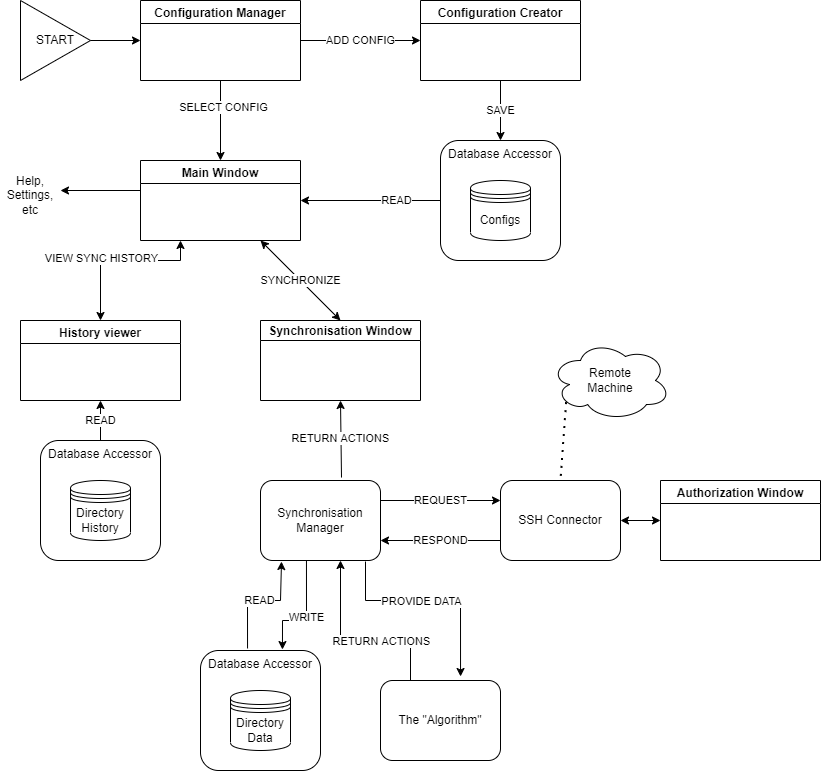 START
Configuration Manager
ADD CONFIG
Configuration Creator
SELECT CONFIG
SAVE
Database Accessor
Configs
Help,
Settings,
etc
Main Window
READ
VIEW SYNC HISTORY
SYNCHRONIZE
History viewer
Synchronisation Window
Remote
Machine
READ
RETURN ACTIONS
Database Accessor
Directory
History
Synchronisation
Manager
REQUEST
RESPOND
SSH Connector
Authorization Window
READ
WRITE
PROVIDE DATA
RETURN ACTIONS
Database Accessor
Directory
Data
The "Algorithm"